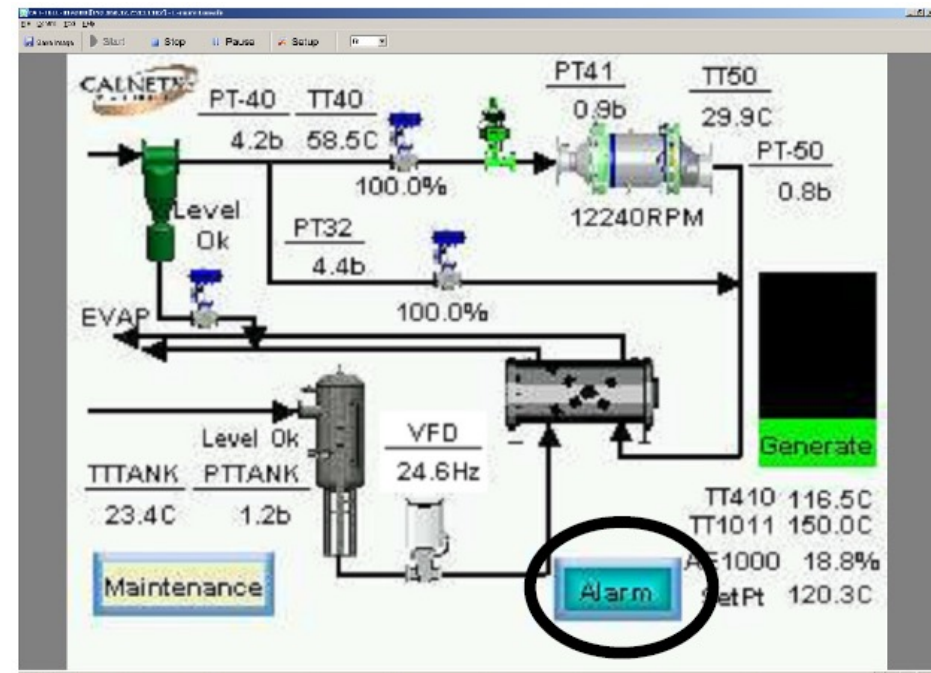 Save Image Start Stop Pause Setup
CALNETIX
PT-40 TT40
4.2b 58.5C
PT41
0.9b
TT50
29.9C
PT-50
0.8b
100.0%
12240RPM
Level
Ok
PT32
4.4b
100.0%
EVAP
Generate
Level Ok
VFD
24.6Hz
TTTANK PTTANK
23.4C 1.2b
TT410 116.5C
TT1011 150.0C
AE1000 18.8%
SetPt 120.3C
Maintenance
Alarm